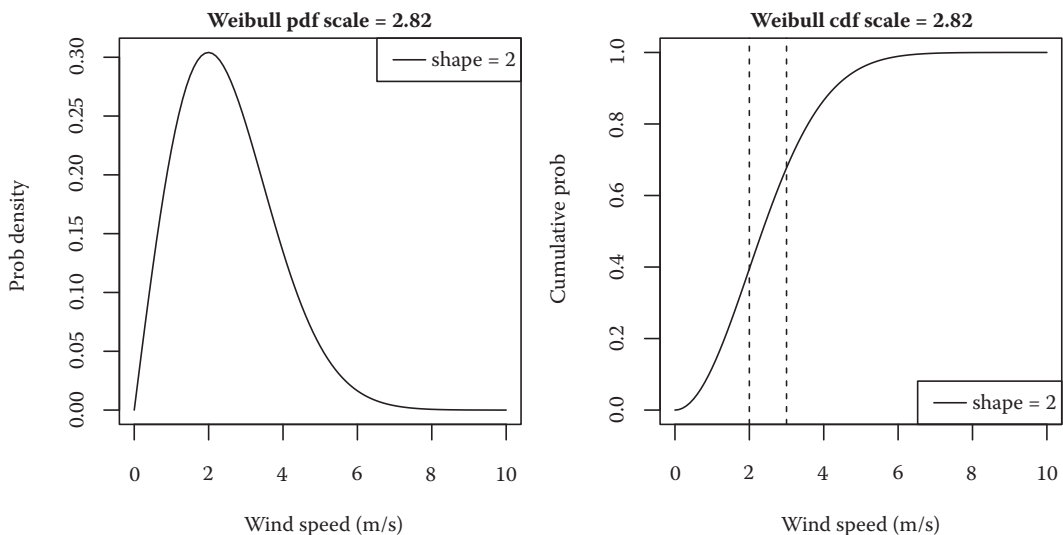 Weibull pdf scale = 2.82
shape = 2
Prob density
0.30
0.25
0.20
0.15
0.10
0.05
0.00
0 2 4 6 8 10
Wind speed (m/s)
Weibull cdf scale = 2.82
Cumulative prob
1.0
0.8
0.6
0.4
0.2
0.0
shape = 2
0 2 4 6 8 10
Wind speed (m/s)